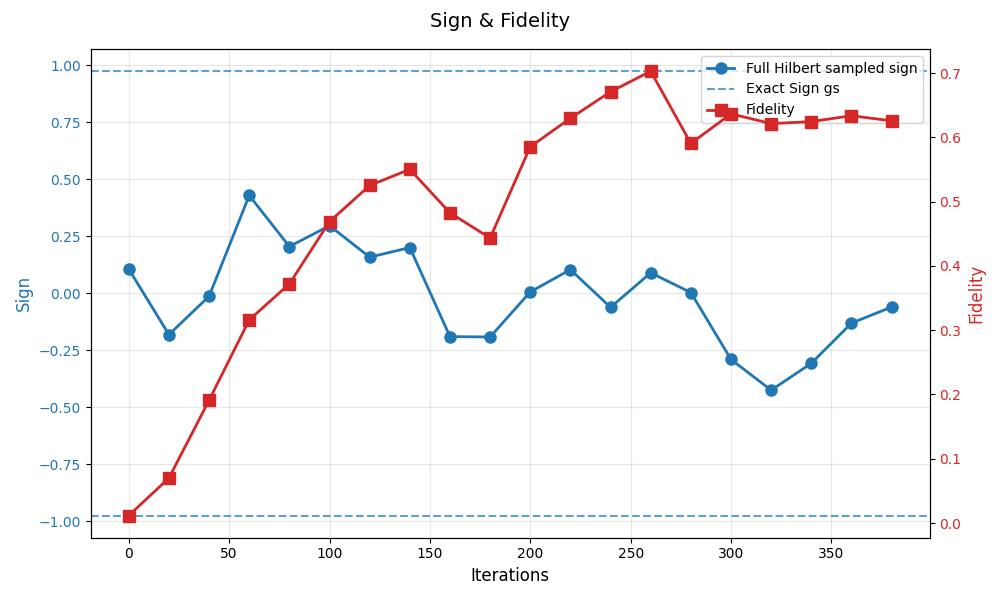 Sign & Fidelity
Full Hilbert sampled sign
Exact Sign gs
Fidelity
1.00
0.75
0.50
0.25
0.00
−0.25
−0.50
−0.75
−1.00
Sign
0.7
0.6
0.5
0.4
0.3
0.2
0.1
0.0
Fidelity
0 50 100 150 200 250 300 350
Iterations